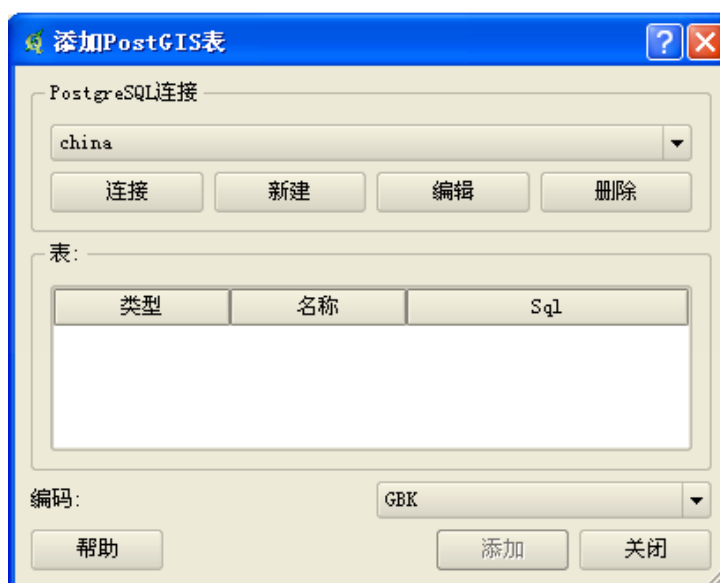 添加PostGIS表
PostgreSQL连接
china
连接 新建 编辑 删除
表:
类型 名称 Sql
编码: GBK
帮助 添加 关闭